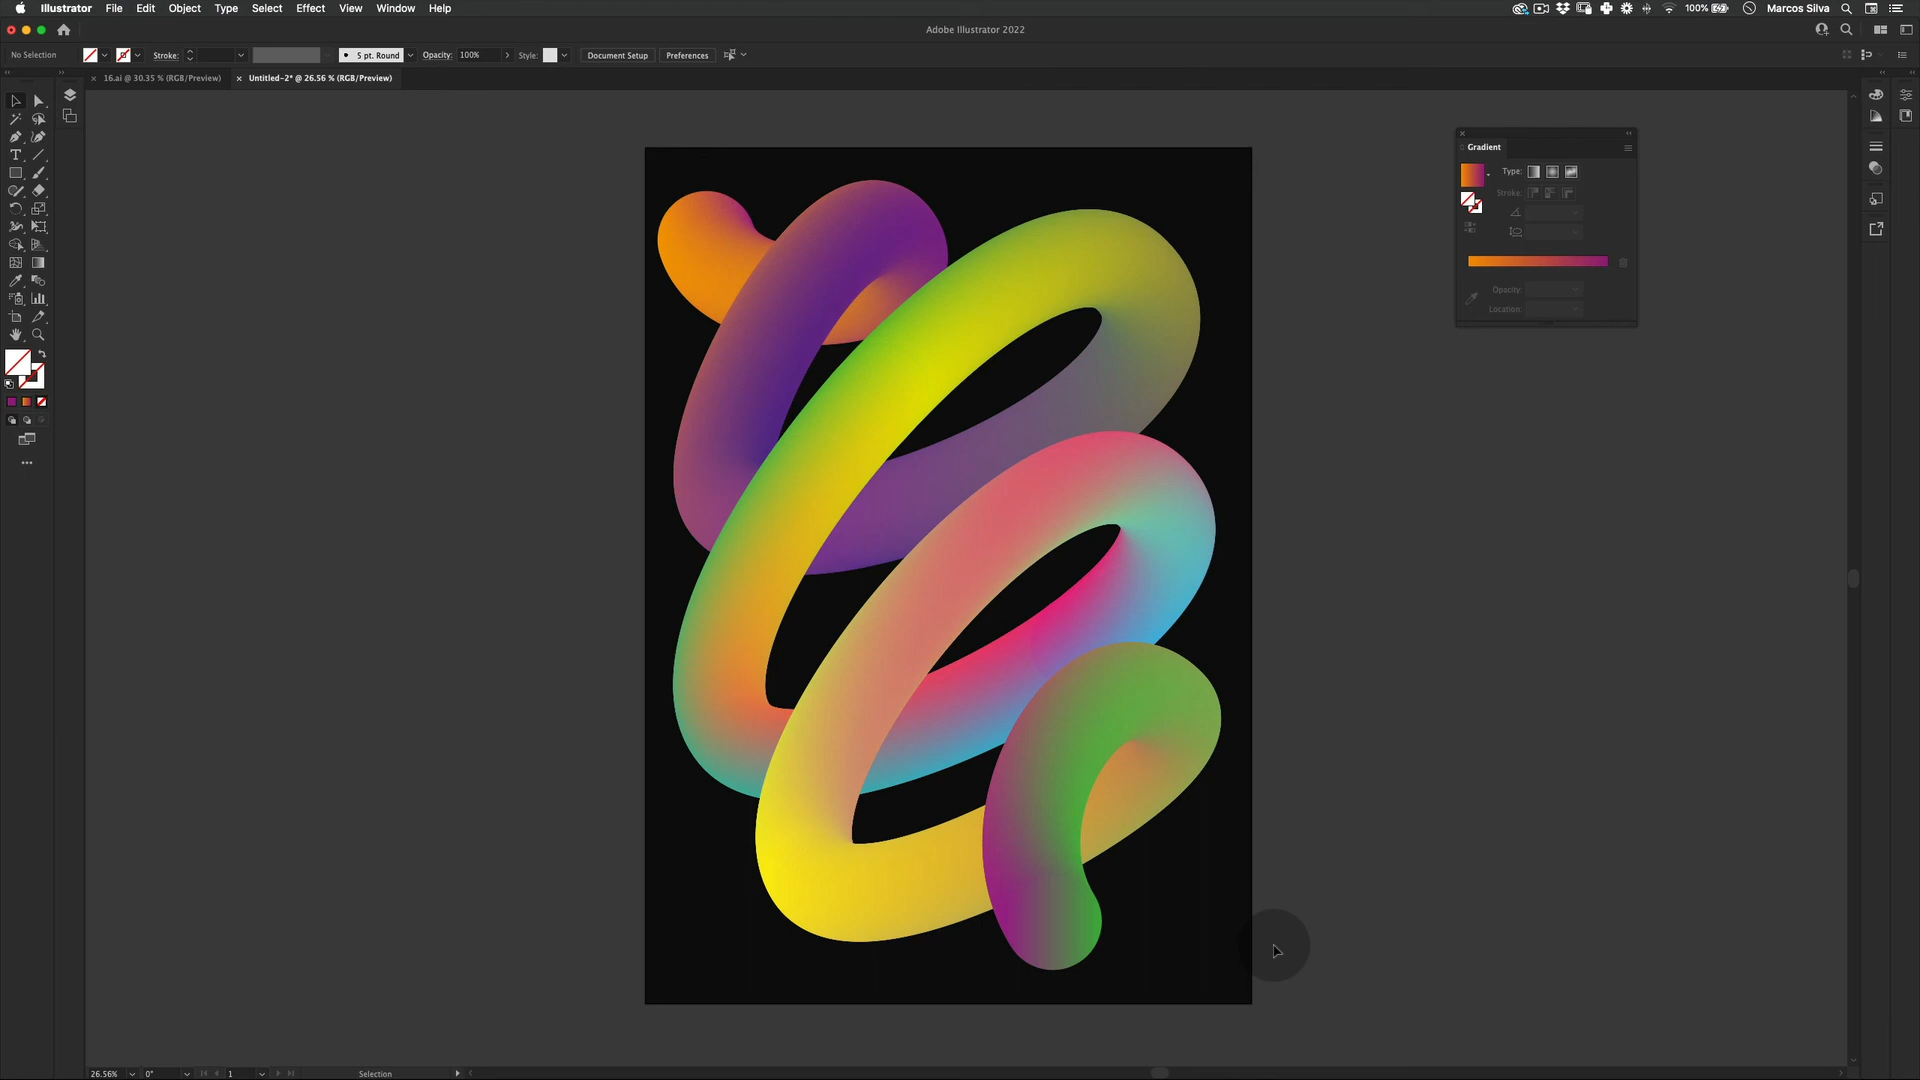 Illustrator File Edit Object Type Select Effect View Window Help 100% Marcos Silva
Adobe Illustrator 2022
No Selection Stroke: 5 pt. Round Opacity: 100% Style: Document Setup Preferences
16.ai @ 30.35 % (RGB/Preview) Untitled-2* @ 26.56 % (RGB/Preview)
Gradient
Type:
Stroke:
Opacity:
Location:
26.56% 0° 1 Selection